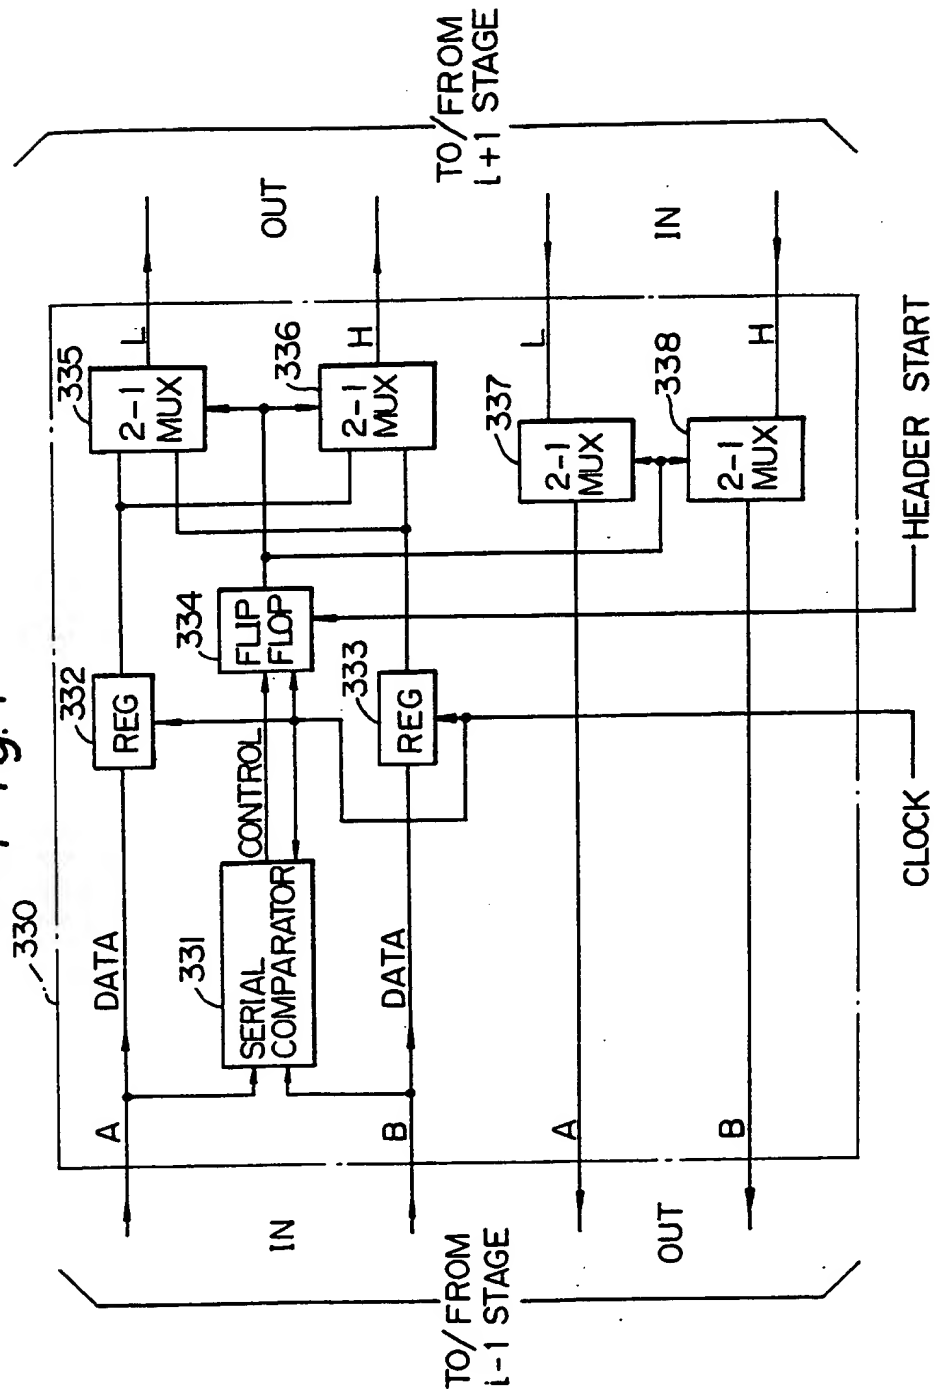 330
TO/FROM
i-1 STAGE
IN
OUT
A
DATA
B
DATA
A
B
331
SERIAL
COMPARATOR
CONTROL
332
REG
333
REG
334
FLIP
FLOP
335
2-1
MUX
L
336
2-1
MUX
H
337
2-1
MUX
L
338
2-1
MUX
H
OUT
IN
TO/FROM
i+1 STAGE
CLOCK
HEADER START